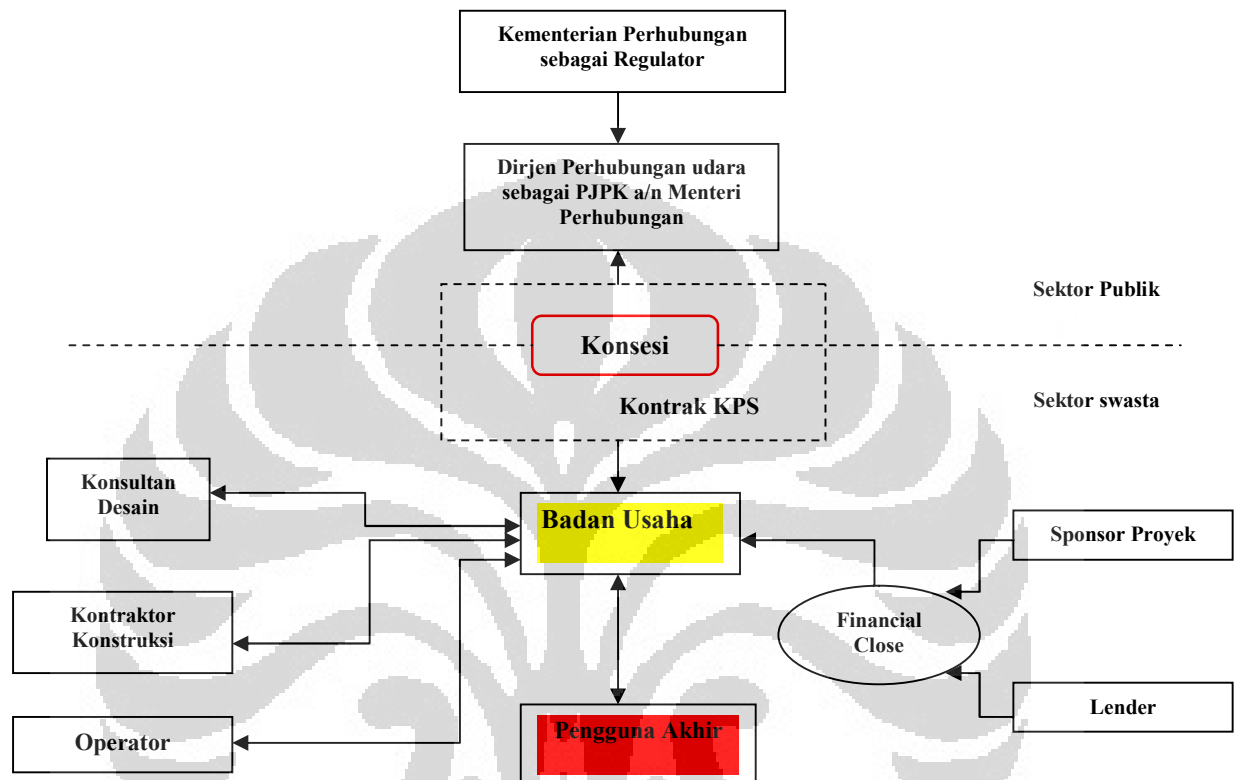 Kementerian Perhubungan
sebagai Regulator
Dirjen Perhubungan udara
sebagai PJPK a/n Menteri
Perhubungan
Sektor Publik
Konsesi
Kontrak KPS
Sektor swasta
Konsultan
Desain
Badan Usaha
Sponsor Proyek
Kontraktor
Konstruksi
Financial
Close
Lender
Operator
Pengguna Akhir